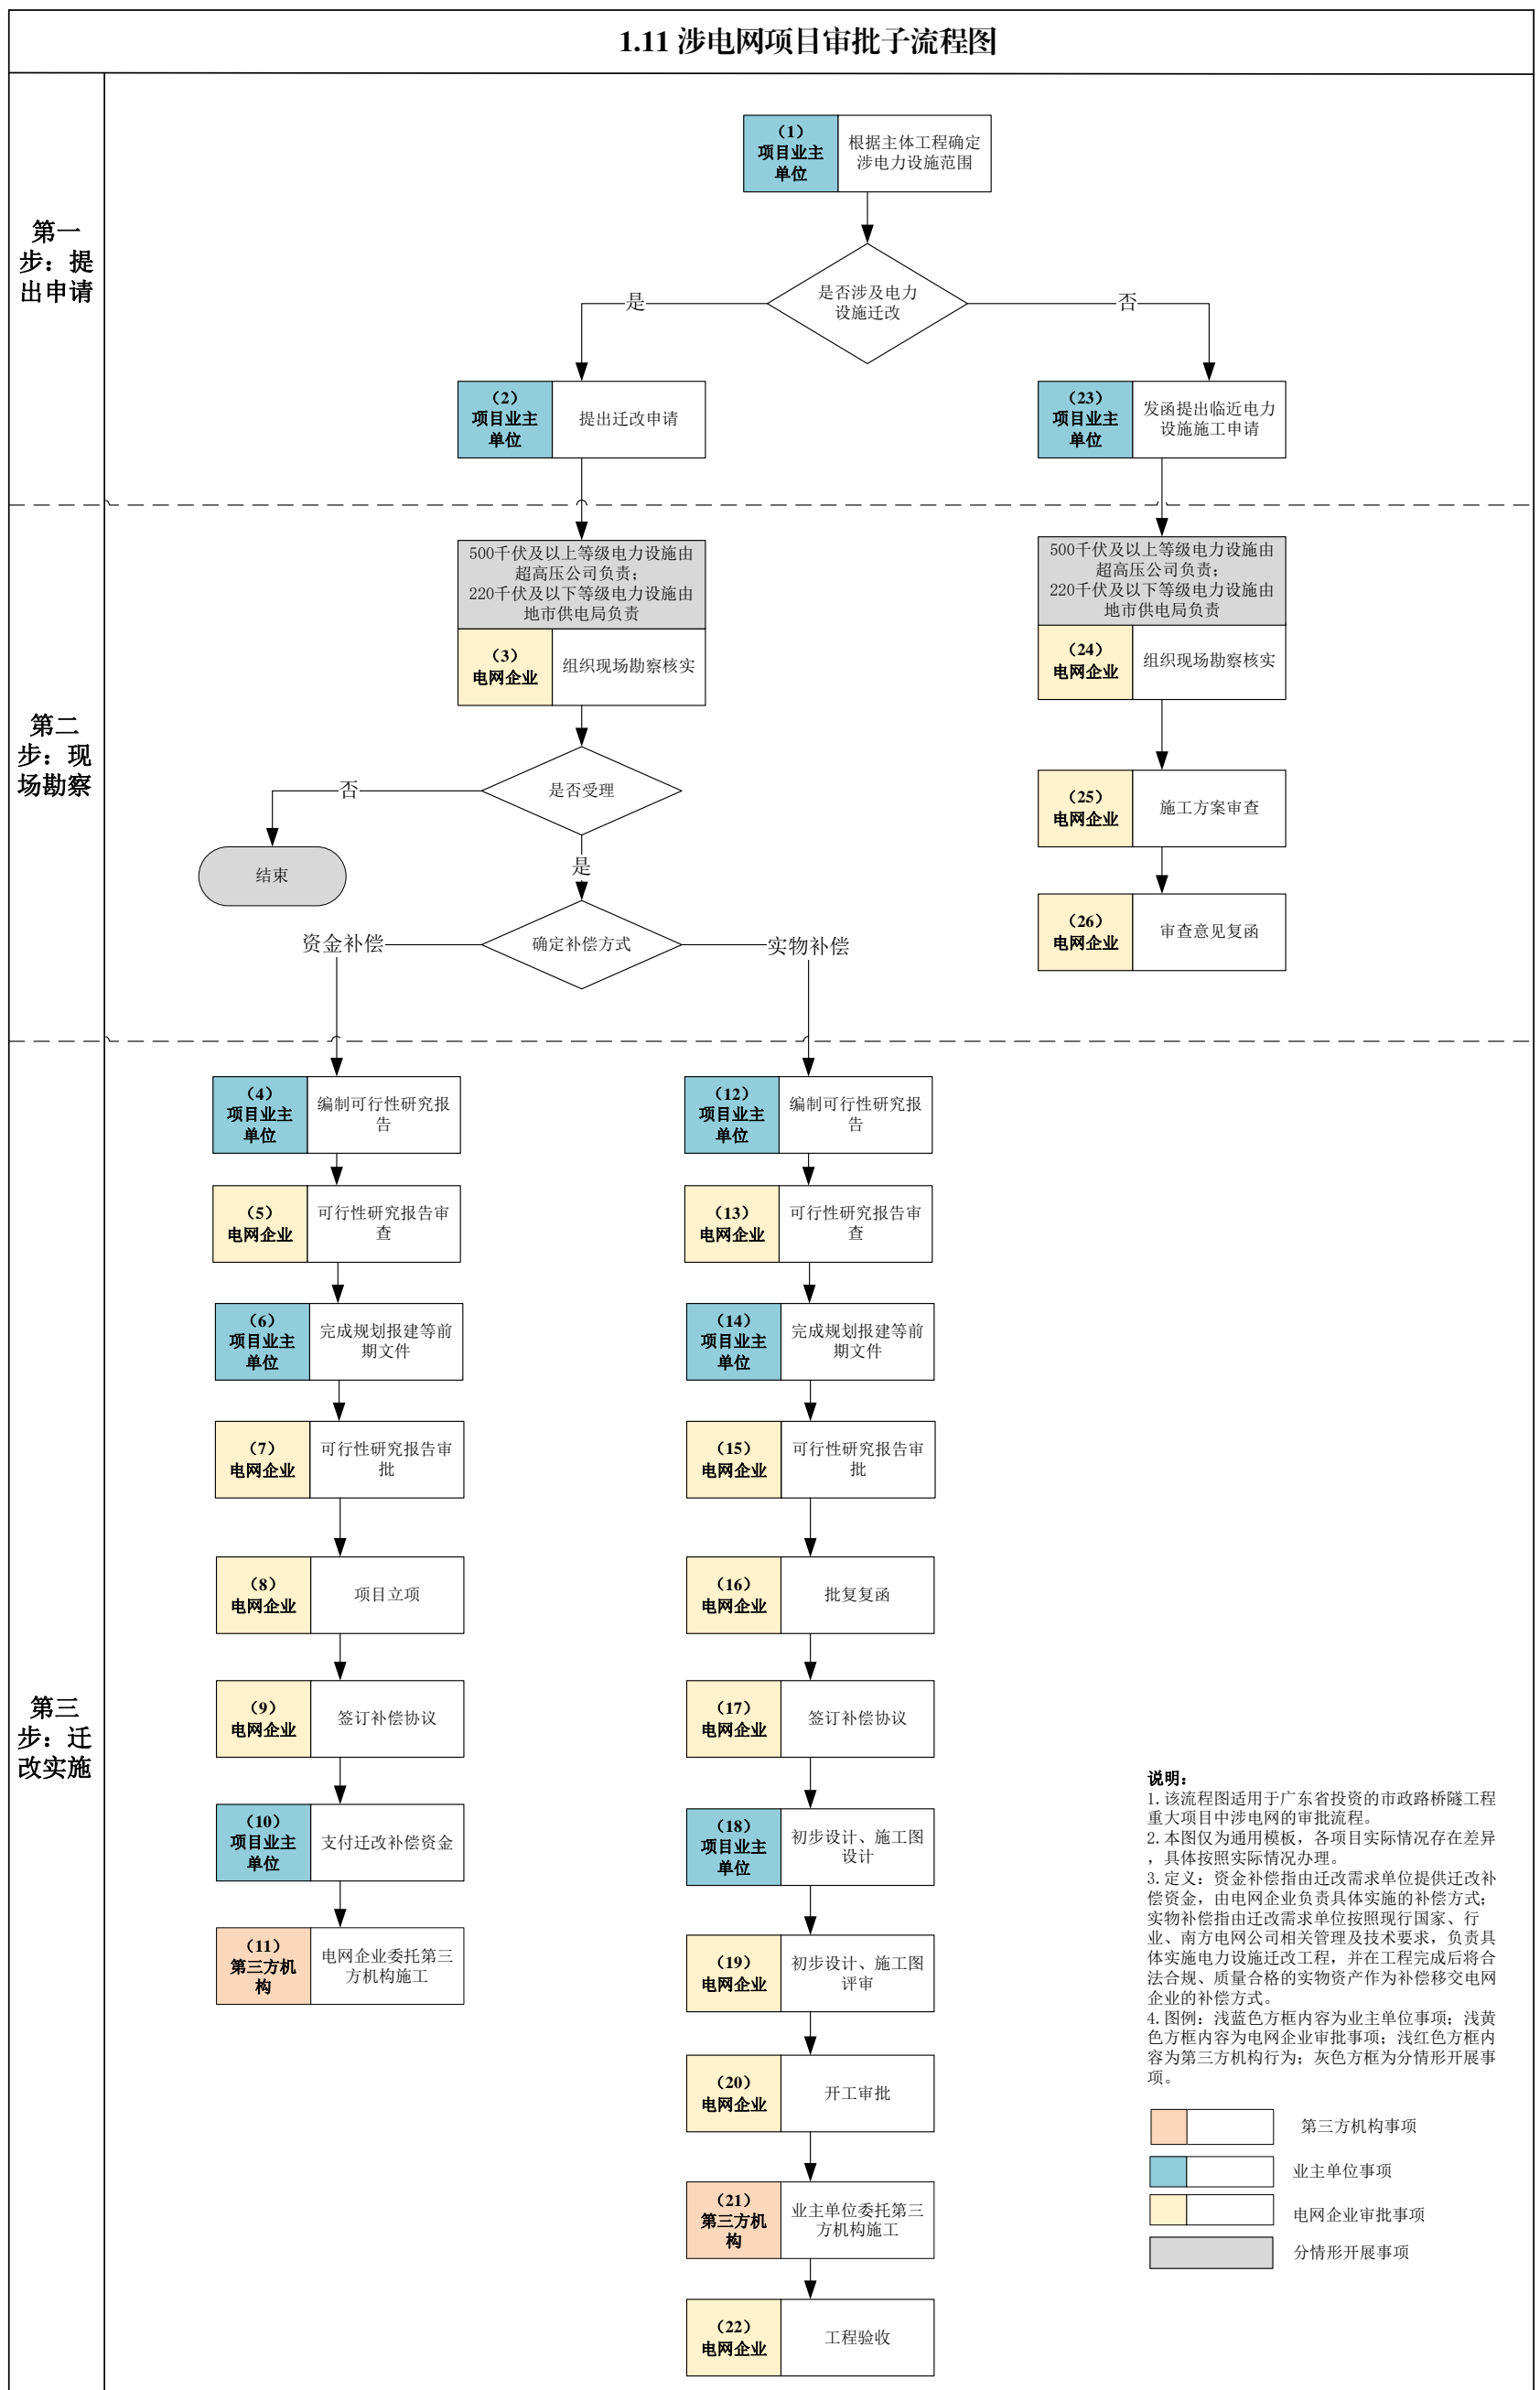 1.11 涉电网项目审批子流程图
第一
步：提
出申请
（1）
项目业主
单位
根据主体工程确定
涉电力设施范围
是否涉及电力
设施迁改
是
否
（2）
项目业主
单位
提出迁改申请
（23）
项目业主
单位
发函提出临近电力
设施施工申请
第二
步：现
场勘察
500千伏及以上等级电力设施由
超高压公司负责；
220千伏及以下等级电力设施由
地市供电局负责
（3）
电网企业
组织现场勘察核实
500千伏及以上等级电力设施由
超高压公司负责；
220千伏及以下等级电力设施由
地市供电局负责
（24）
电网企业
组织现场勘察核实
是否受理
否
结束
是
（25）
电网企业
施工方案审查
确定补偿方式
资金补偿
实物补偿
（26）
电网企业
审查意见复函
第三
步：迁
改实施
（4）
项目业主
单位
编制可行性研究报
告
（5）
电网企业
可行性研究报告审
查
（6）
项目业主
单位
完成规划报建等前
期文件
（7）
电网企业
可行性研究报告审
批
（8）
电网企业
项目立项
（9）
电网企业
签订补偿协议
（10）
项目业主
单位
支付迁改补偿资金
（11）
第三方机
构
电网企业委托第三
方机构施工
（12）
项目业主
单位
编制可行性研究报
告
（13）
电网企业
可行性研究报告审
查
（14）
项目业主
单位
完成规划报建等前
期文件
（15）
电网企业
可行性研究报告审
批
（16）
电网企业
批复复函
（17）
电网企业
签订补偿协议
（18）
项目业主
单位
初步设计、施工图
设计
（19）
电网企业
初步设计、施工图
评审
（20）
电网企业
开工审批
（21）
第三方机
构
业主单位委托第三
方机构施工
（22）
电网企业
工程验收
说明：
1.该流程图适用于广东省投资的市政路桥隧工程
重大项目中涉电网的审批流程。
2.本图仅为通用模板，各项目实际情况存在差异
，具体按照实际情况办理。
3.定义：资金补偿指由迁改需求单位提供迁改补
偿资金，由电网企业负责具体实施的补偿方式；
实物补偿指由迁改需求单位按照现行国家、行
业、南方电网公司相关管理及技术要求，负责具
体实施电力设施迁改工程，并在工程完成后将合
法合规、质量合格的实物资产作为补偿移交电网
企业的补偿方式。
4.图例：浅蓝色方框内容为业主单位事项；浅黄
色方框内容为电网企业审批事项；浅红色方框内
容为第三方机构行为；灰色方框为分情形开展事
项。
第三方机构事项
业主单位事项
电网企业审批事项
分情形开展事项